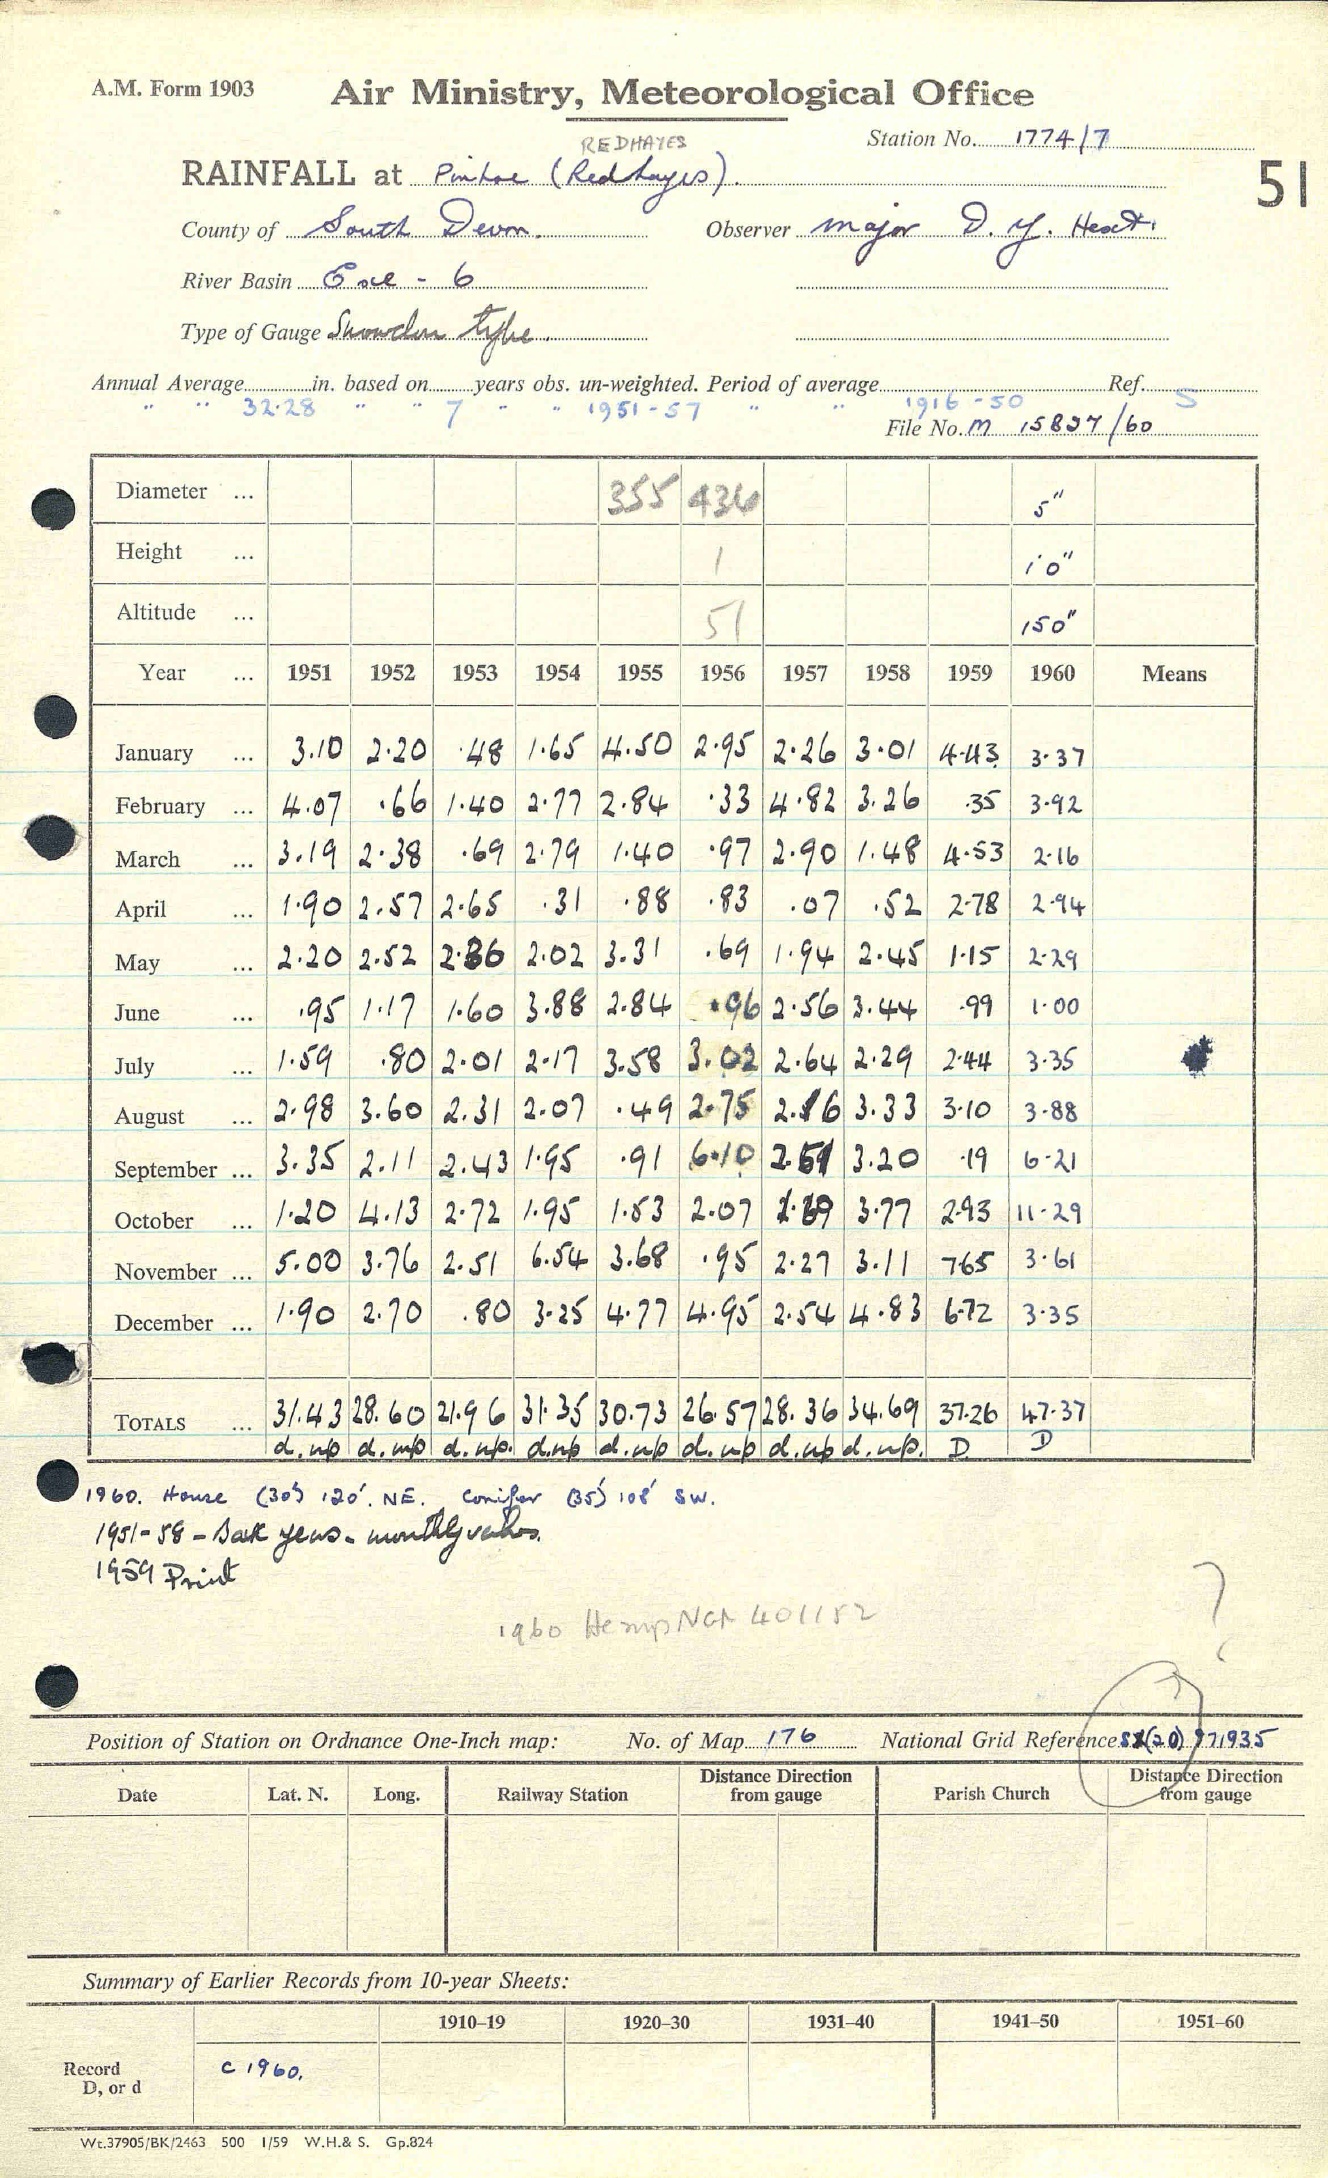 A.M. Form 1903
Air Ministry, Meteorological Office
Station No. 1774/7
REDHAYES
RAINFALL at Pinhoe (Redhayes).
51
County of South Devon. Observer Major D. Y.
River Basin Exe - 6
Type of Gauge Snowdon type.
Annual Average in. based on years obs. un-weighted. Period of average Ref.
" " 32.28 " " 7 " " 1951-57 " " 1916-50 S
File No. M 15827/60
Diameter ... 355 436 5"
Height ... 1 1'0"
Altitude ... 51 150"
Year ... 1951 1952 1953 1954 1955 1956 1957 1958 1959 1960 Means
January ... 3.10 2.20 .48 1.65 4.50 2.95 2.26 3.01 4.43 3.37
February ... 4.07 .66 1.40 2.77 2.84 .33 4.82 3.26 .35 3.92
March ... 3.19 2.38 .69 2.79 1.40 .97 2.90 1.48 4.53 2.16
April ... 1.90 2.57 2.65 .31 .88 .83 .07 .52 2.78 2.94
May ... 2.20 2.52 2.36 2.02 3.31 .69 1.94 2.45 1.15 2.29
June ... .95 1.17 1.60 3.88 2.84 .96 2.56 3.44 .99 1.00
July ... 1.59 .80 2.01 2.17 3.58 3.02 2.64 2.29 2.44 3.35
August ... 2.98 3.60 2.31 2.07 .49 2.75 2.16 3.33 3.10 3.88
September ... 3.35 2.11 2.43 1.95 .91 6.10 2.51 3.20 .19 6.21
October ... 1.20 4.13 2.72 1.95 1.53 2.07 1.69 3.77 2.93 11.29
November ... 5.00 3.76 2.51 6.54 3.68 .95 2.27 3.11 7.65 3.61
December ... 1.90 2.70 .80 3.25 4.77 4.95 2.54 4.83 6.72 3.35
TOTALS ... 31.43 28.60 21.96 31.35 30.73 26.57 28.36 34.69 37.26 47.37
d. np d. np d. np. d. np d. np d. np d. np d. np. D D
1960. House (30') 120'. NE. Conifer (35') 108' SW.
1951-58 - Back years - monthly values.
1959 Print
1960 Hemp NGR 401152
?
Position of Station on Ordnance One-Inch map: No. of Map 176 National Grid Reference SX(20) 971935
Date Lat. N. Long. Railway Station Distance Direction from gauge Parish Church Distance Direction from gauge
Summary of Earlier Records from 10-year Sheets:
1910–19 1920–30 1931–40 1941–50 1951–60
Record
D, or d
C 1960.
Wt.37905/BK/2463 500 1/59 W.H.& S. Gp.824